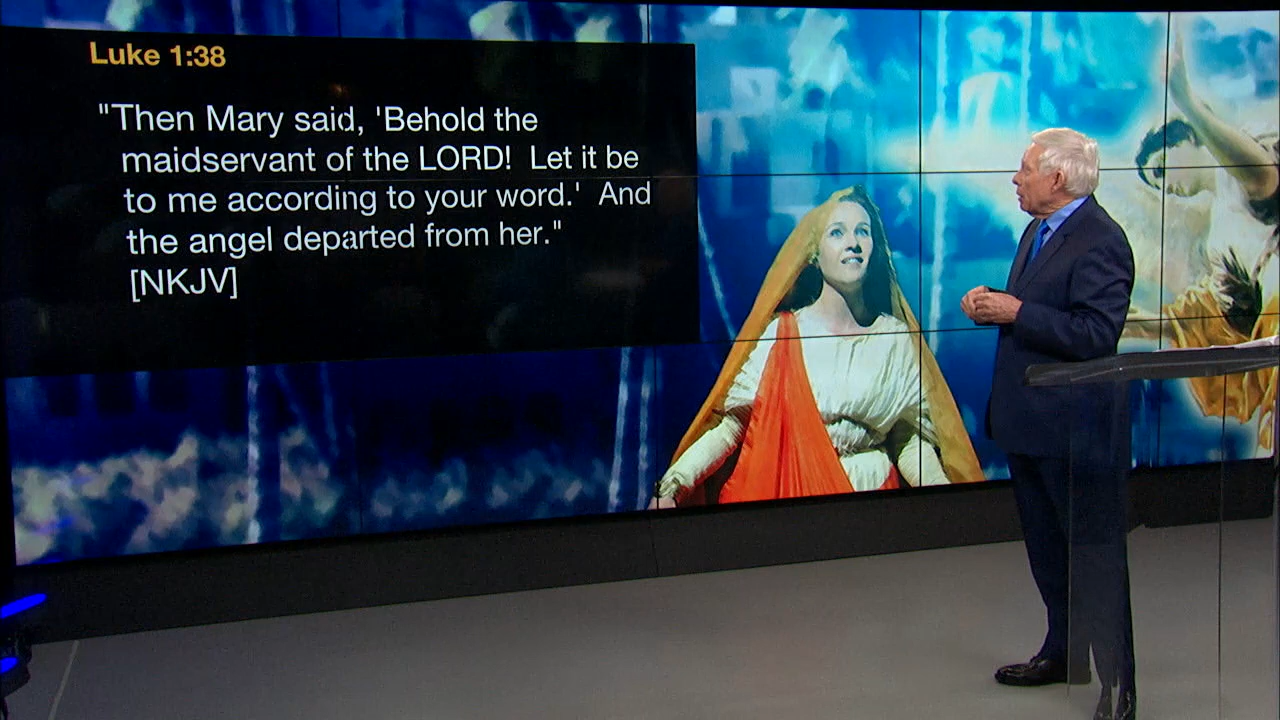 Luke 1:38
"Then Mary said, 'Behold the
maidservant of the LORD!  Let it be
to me according to your word.'  And
the angel departed from her."
[NKJV]